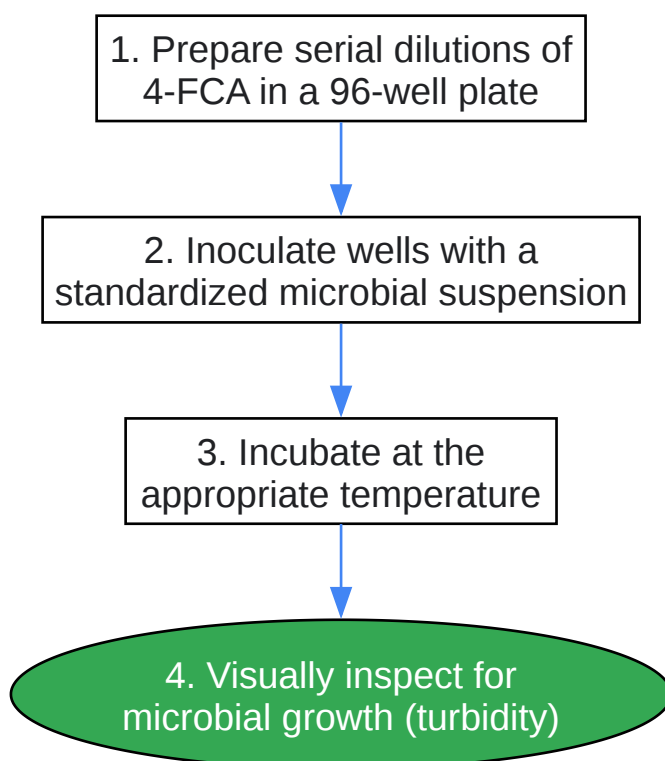 1. Prepare serial dilutions of
4-FCA in a 96-well plate
2. Inoculate wells with a
standardized microbial suspension
3. Incubate at the
appropriate temperature
4. Visually inspect for
microbial growth (turbidity)